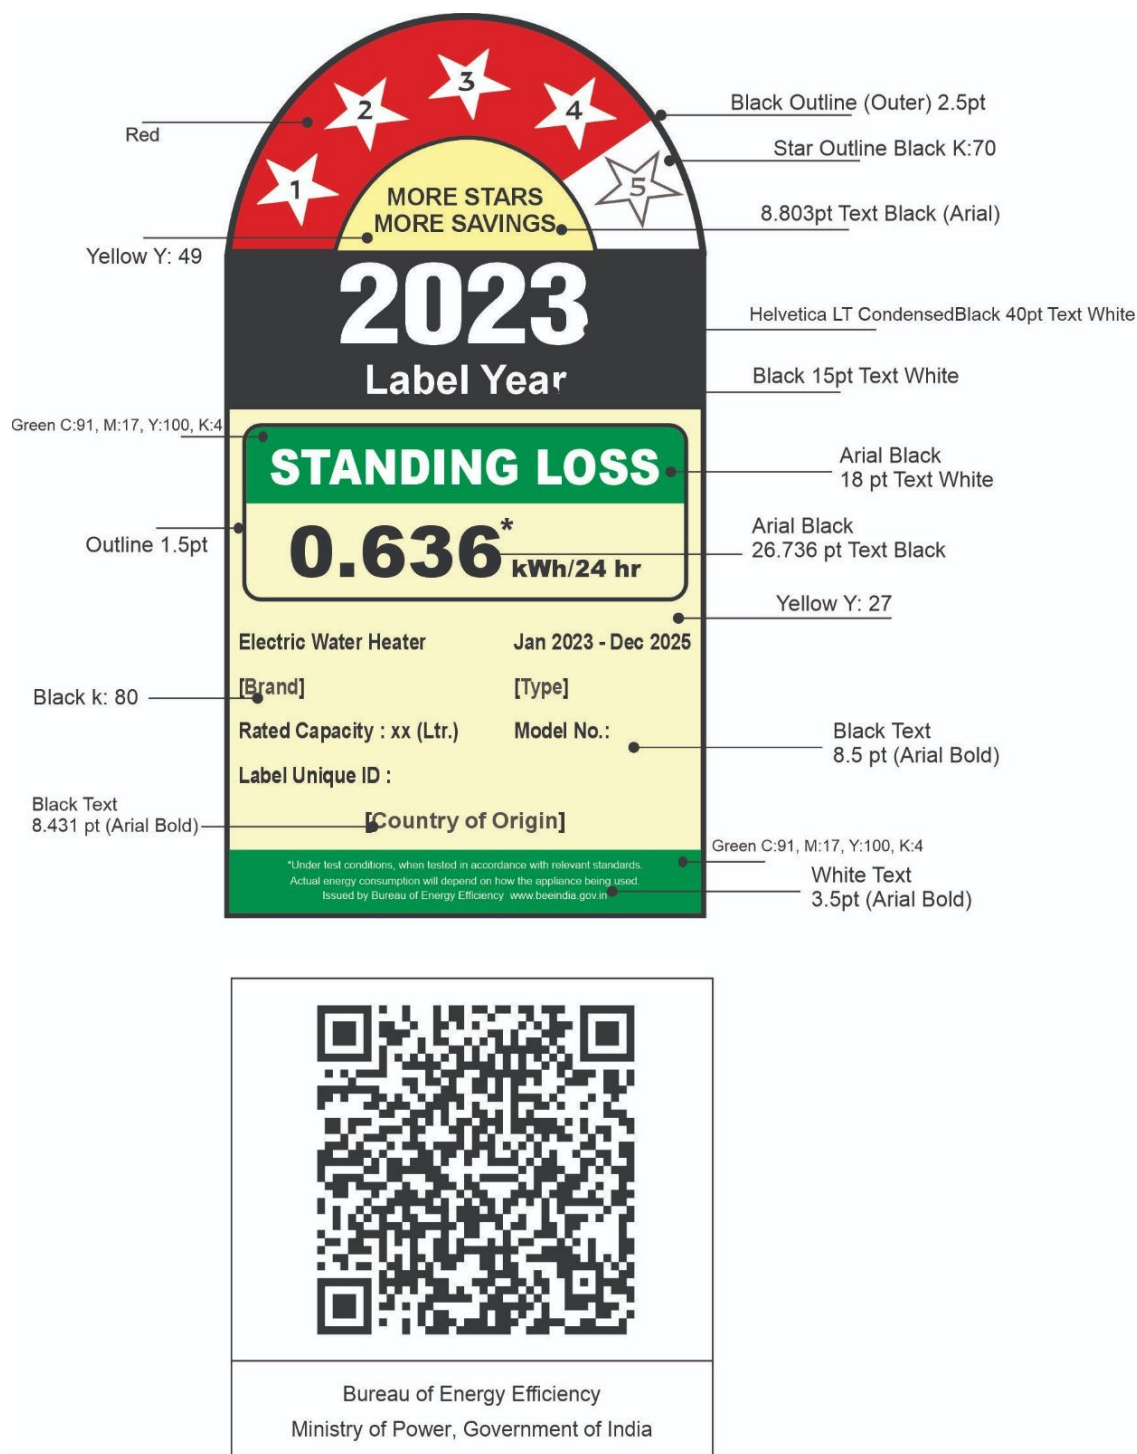 1
2
3
4
5
MORE STARS
MORE SAVINGS
Red
Black Outline (Outer) 2.5pt
Star Outline Black K:70
8.803pt Text Black (Arial)
Yellow Y: 49
2023
Helvetica LT CondensedBlack 40pt Text White
Label Year
Black 15pt Text White
Green C:91, M:17, Y:100, K:4
STANDING LOSS
Arial Black
18 pt Text White
Outline 1.5pt
0.636* kWh/24 hr
Arial Black
26.736 pt Text Black
Yellow Y: 27
Electric Water Heater Jan 2023 - Dec 2025
[Brand] [Type]
Black k: 80
Rated Capacity : xx (Ltr.) Model No.:
Black Text
8.5 pt (Arial Bold)
Label Unique ID :
Black Text
8.431 pt (Arial Bold)
[Country of Origin]
Green C:91, M:17, Y:100, K:4
*Under test conditions, when tested in accordance with relevant standards.
Actual energy consumption will depend on how the appliance being used.
Issued by Bureau of Energy Efficiency www.beeindia.gov.in
White Text
3.5pt (Arial Bold)
Bureau of Energy Efficiency
Ministry of Power, Government of India